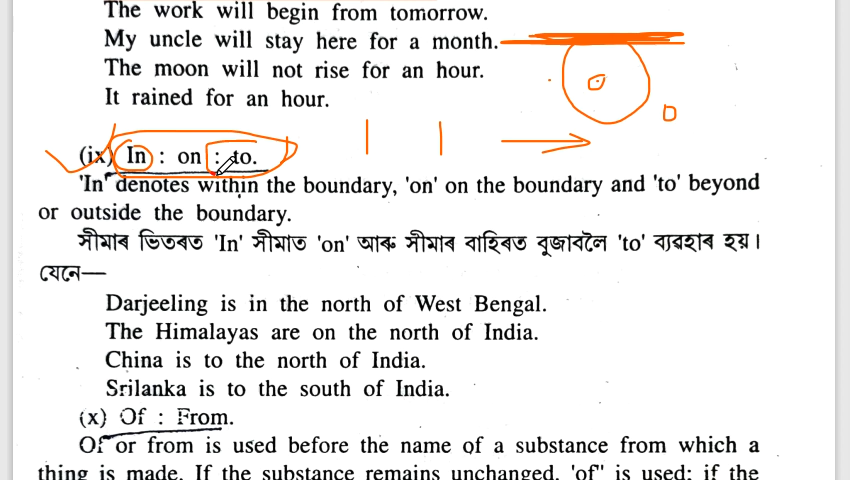 The work will begin from tomorrow.
My uncle will stay here for a month.
The moon will not rise for an hour.
It rained for an hour.
(ix) In : on : to.
'In' denotes within the boundary, 'on' on the boundary and 'to' beyond
or outside the boundary.
সীমাৰ ভিতৰত 'In' সীমাত 'on' আৰু সীমাৰ বাহিৰত বুজাবলৈ 'to' ব্যৱহাৰ হয়।
যেনে—
Darjeeling is in the north of West Bengal.
The Himalayas are on the north of India.
China is to the north of India.
Srilanka is to the south of India.
(x) Of : From.
Of or from is used before the name of a substance from which a
thing is made. If the substance remains unchanged, 'of" is used; if the